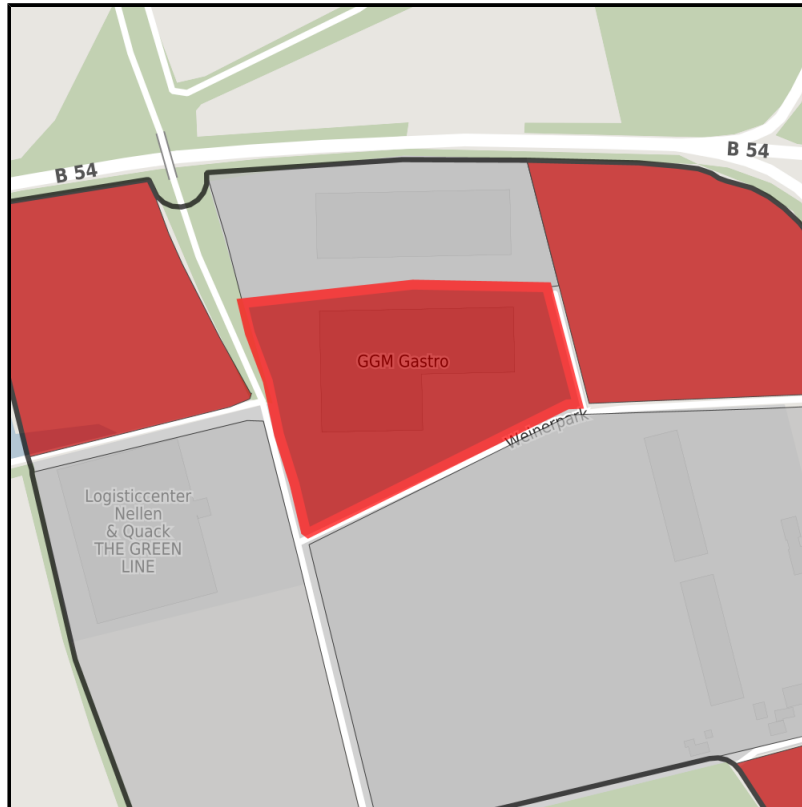 B 54
B 54
GGM Gastro
Weinerpark
Logisticcenter
Nellen
& Quack
THE GREEN
LINE